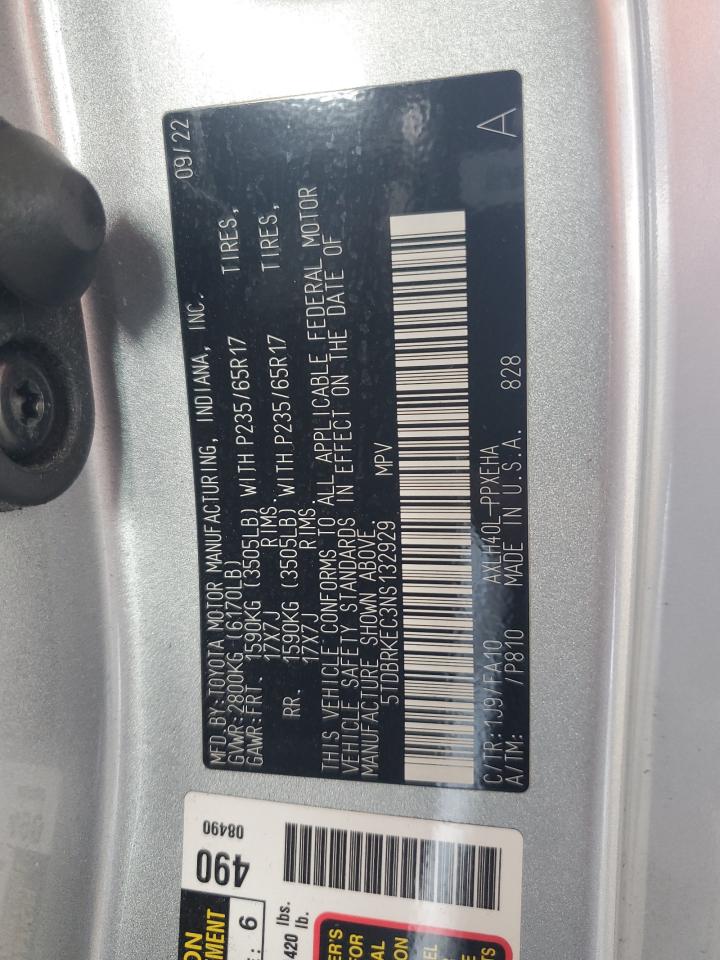 MFD.BY:TOYOTA MOTOR MANUFACTURING, INDIANA, INC. 09/22
GVWR:2800KG (6170LB)
GAWR:FRT. 1590KG (3505LB) WITH P235/65R17 TIRES,
17X7J RIMS.
RR. 1590KG (3505LB) WITH P235/65R17 TIRES,
17X7J RIMS.
THIS VEHICLE CONFORMS TO ALL APPLICABLE FEDERAL MOTOR
VEHICLE SAFETY STANDARDS IN EFFECT ON THE DATE OF
MANUFACTURE SHOWN ABOVE.
5TDBRKEC3NS132929 MPV
C/TR:1J9/FA10 AXLH40L-PPXEHA
A/TM: /P810 MADE IN U.S.A. 828 A
08490
490
6
lbs.
420 lb.